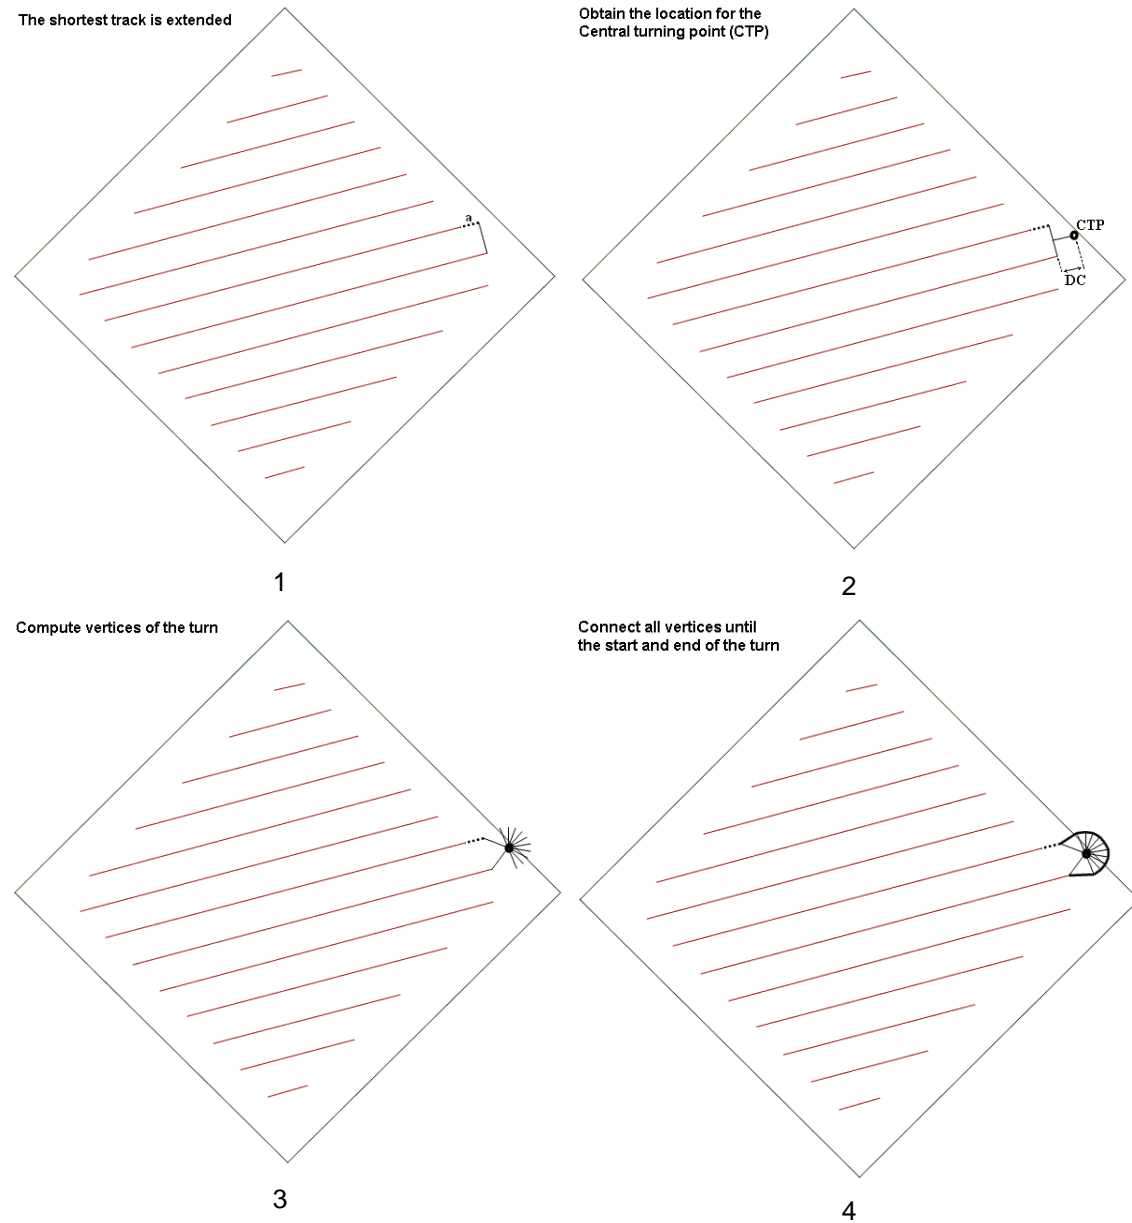 The shortest track is extended
a
1
Obtain the location for the
Central turning point (CTP)
CTP
DC
2
Compute vertices of the turn
3
Connect all vertices until
the start and end of the turn
4